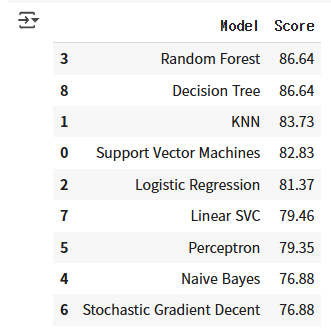 Model Score
3 Random Forest 86.64
8 Decision Tree 86.64
1 KNN 83.73
0 Support Vector Machines 82.83
2 Logistic Regression 81.37
7 Linear SVC 79.46
5 Perceptron 79.35
4 Naive Bayes 76.88
6 Stochastic Gradient Decent 76.88